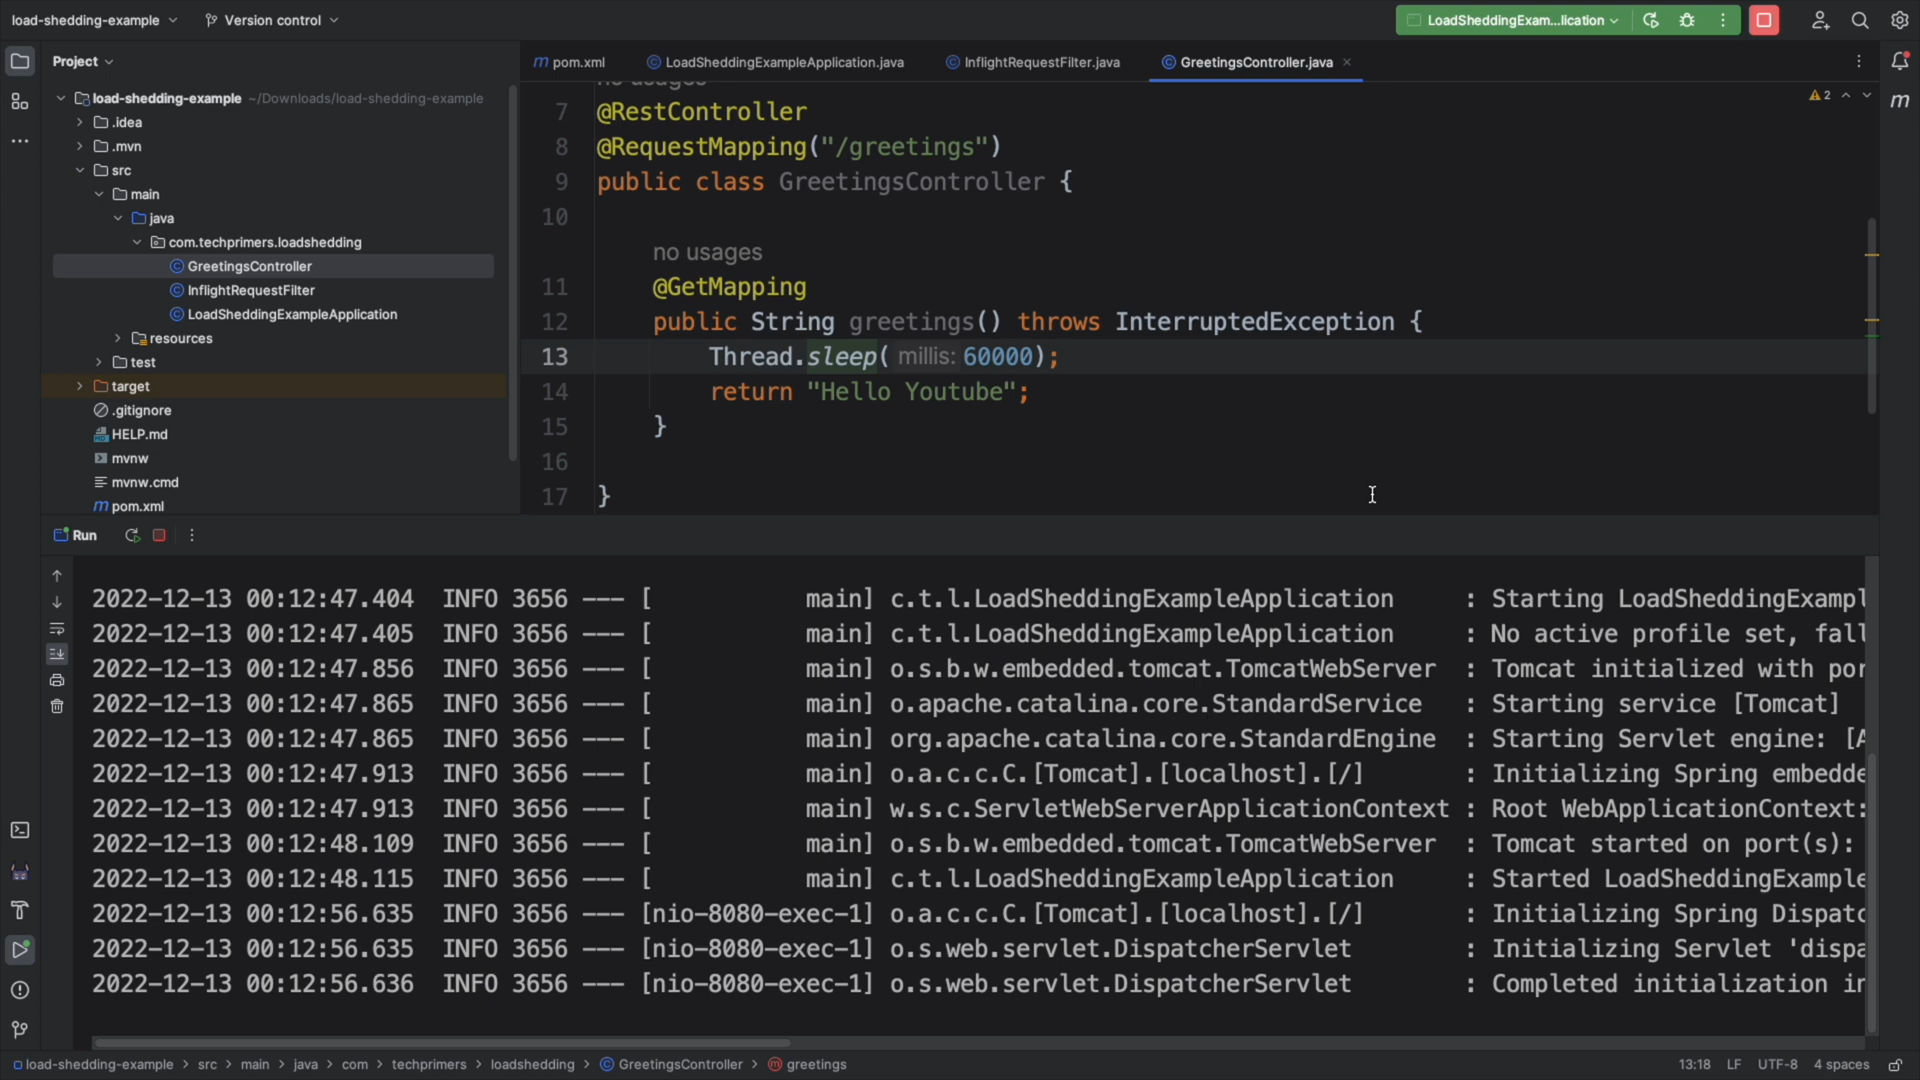 load-shedding-example
Version control
LoadSheddingExam...lication
Project
pom.xml
LoadSheddingExampleApplication.java
InflightRequestFilter.java
GreetingsController.java
load-shedding-example ~/Downloads/load-shedding-example
.idea
.mvn
src
main
java
com.techprimers.loadshedding
GreetingsController
InflightRequestFilter
LoadSheddingExampleApplication
resources
test
target
.gitignore
HELP.md
mvnw
mvnw.cmd
pom.xml
no usages
7 @RestController
8 @RequestMapping("/greetings")
9 public class GreetingsController {
10
no usages
11 @GetMapping
12 public String greetings() throws InterruptedException {
13 Thread.sleep( millis: 60000);
14 return "Hello Youtube";
15 }
16
17 }
2
Run
2022-12-13 00:12:47.404  INFO 3656 --- [           main] c.t.l.LoadSheddingExampleApplication     : Starting LoadSheddingExampl
2022-12-13 00:12:47.405  INFO 3656 --- [           main] c.t.l.LoadSheddingExampleApplication     : No active profile set, fall
2022-12-13 00:12:47.856  INFO 3656 --- [           main] o.s.b.w.embedded.tomcat.TomcatWebServer  : Tomcat initialized with por
2022-12-13 00:12:47.865  INFO 3656 --- [           main] o.apache.catalina.core.StandardService   : Starting service [Tomcat]
2022-12-13 00:12:47.865  INFO 3656 --- [           main] org.apache.catalina.core.StandardEngine  : Starting Servlet engine: [A
2022-12-13 00:12:47.913  INFO 3656 --- [           main] o.a.c.c.C.[Tomcat].[localhost].[/]       : Initializing Spring embedde
2022-12-13 00:12:47.913  INFO 3656 --- [           main] w.s.c.ServletWebServerApplicationContext : Root WebApplicationContext:
2022-12-13 00:12:48.109  INFO 3656 --- [           main] o.s.b.w.embedded.tomcat.TomcatWebServer  : Tomcat started on port(s):
2022-12-13 00:12:48.115  INFO 3656 --- [           main] c.t.l.LoadSheddingExampleApplication     : Started LoadSheddingExample
2022-12-13 00:12:56.635  INFO 3656 --- [nio-8080-exec-1] o.a.c.c.C.[Tomcat].[localhost].[/]       : Initializing Spring Dispatc
2022-12-13 00:12:56.635  INFO 3656 --- [nio-8080-exec-1] o.s.web.servlet.DispatcherServlet        : Initializing Servlet 'dispa
2022-12-13 00:12:56.636  INFO 3656 --- [nio-8080-exec-1] o.s.web.servlet.DispatcherServlet        : Completed initialization in
load-shedding-example > src > main > java > com > techprimers > loadshedding > GreetingsController > greetings
13:18 LF UTF-8 4 spaces